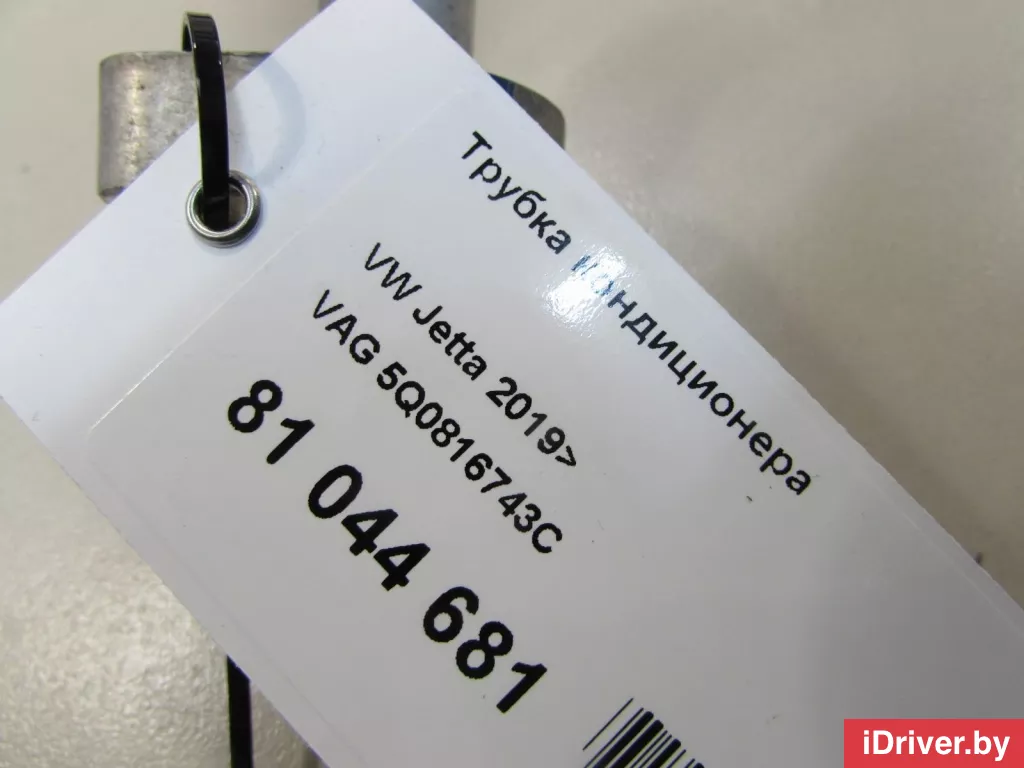 Трубка кондиционера
VW Jetta 2019>
VAG 5Q0816743C
81 044 681
iDriver.by